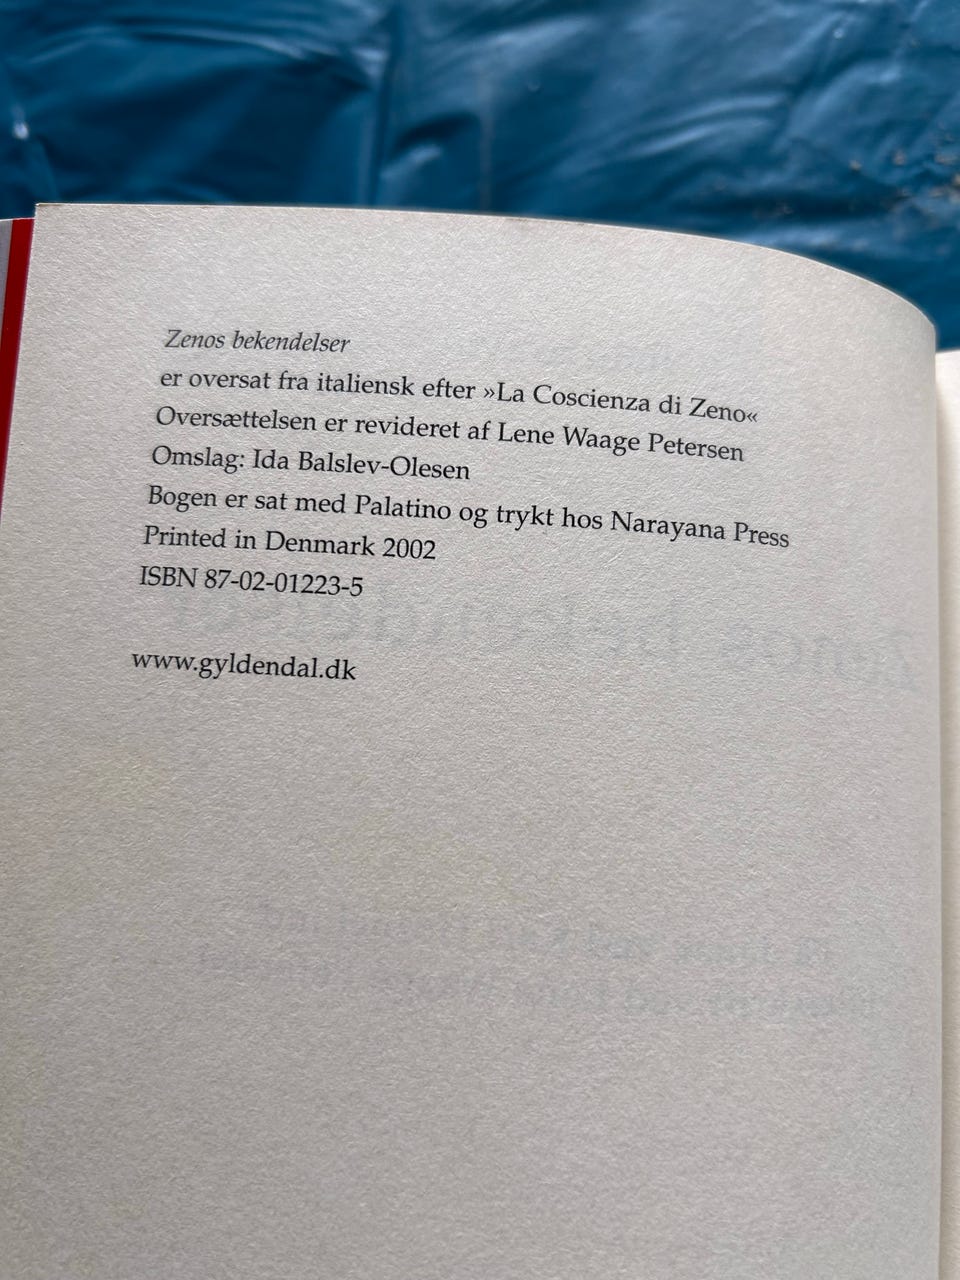 Zenos bekendelser
er oversat fra italiensk efter »La Coscienza di Zeno«
Oversættelsen er revideret af Lene Waage Petersen
Omslag: Ida Balslev-Olesen
Bogen er sat med Palatino og trykt hos Narayana Press
Printed in Denmark 2002
ISBN 87-02-01223-5
www.gyldendal.dk